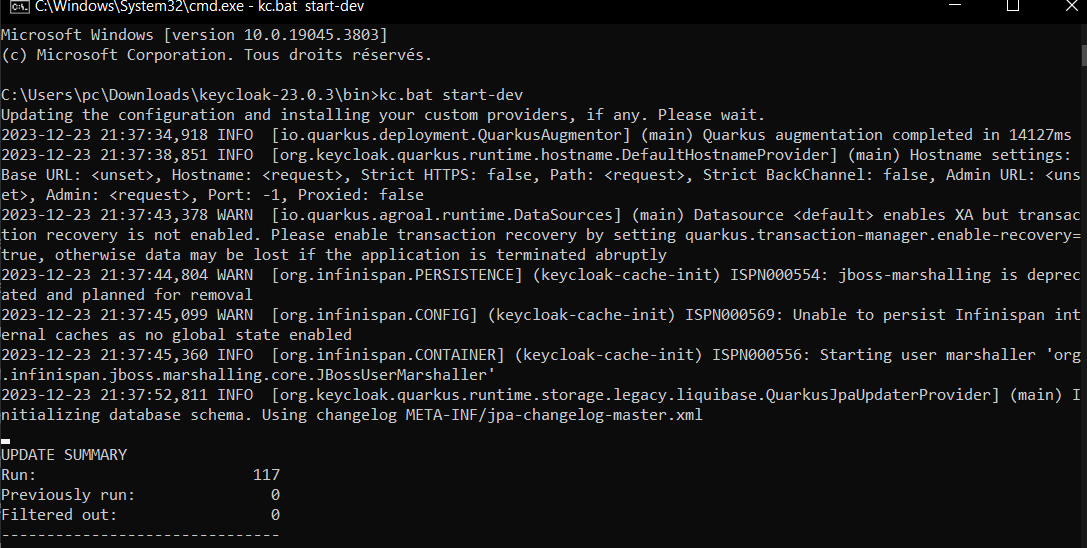 C:\Windows\System32\cmd.exe - kc.bat start-dev
Microsoft Windows [version 10.0.19045.3803]
(c) Microsoft Corporation. Tous droits réservés.
C:\Users\pc\Downloads\keycloak-23.0.3\bin>kc.bat start-dev
Updating the configuration and installing your custom providers, if any. Please wait.
2023-12-23 21:37:34,918 INFO  [io.quarkus.deployment.QuarkusAugmentor] (main) Quarkus augmentation completed in 14127ms
2023-12-23 21:37:38,851 INFO  [org.keycloak.quarkus.runtime.hostname.DefaultHostnameProvider] (main) Hostname settings:
Base URL: <unset>, Hostname: <request>, Strict HTTPS: false, Path: <request>, Strict BackChannel: false, Admin URL: <uns
et>, Admin: <request>, Port: -1, Proxied: false
2023-12-23 21:37:43,378 WARN  [io.quarkus.agroal.runtime.DataSources] (main) Datasource <default> enables XA but transac
tion recovery is not enabled. Please enable transaction recovery by setting quarkus.transaction-manager.enable-recovery=
true, otherwise data may be lost if the application is terminated abruptly
2023-12-23 21:37:44,804 WARN  [org.infinispan.PERSISTENCE] (keycloak-cache-init) ISPN000554: jboss-marshalling is deprec
ated and planned for removal
2023-12-23 21:37:45,099 WARN  [org.infinispan.CONFIG] (keycloak-cache-init) ISPN000569: Unable to persist Infinispan int
ernal caches as no global state enabled
2023-12-23 21:37:45,360 INFO  [org.infinispan.CONTAINER] (keycloak-cache-init) ISPN000556: Starting user marshaller 'org
.infinispan.jboss.marshalling.core.JBossUserMarshaller'
2023-12-23 21:37:52,811 INFO  [org.keycloak.quarkus.runtime.storage.legacy.liquibase.QuarkusJpaUpdaterProvider] (main) I
nitializing database schema. Using changelog META-INF/jpa-changelog-master.xml
UPDATE SUMMARY
Run:                        117
Previously run:               0
Filtered out:                 0
-------------------------------